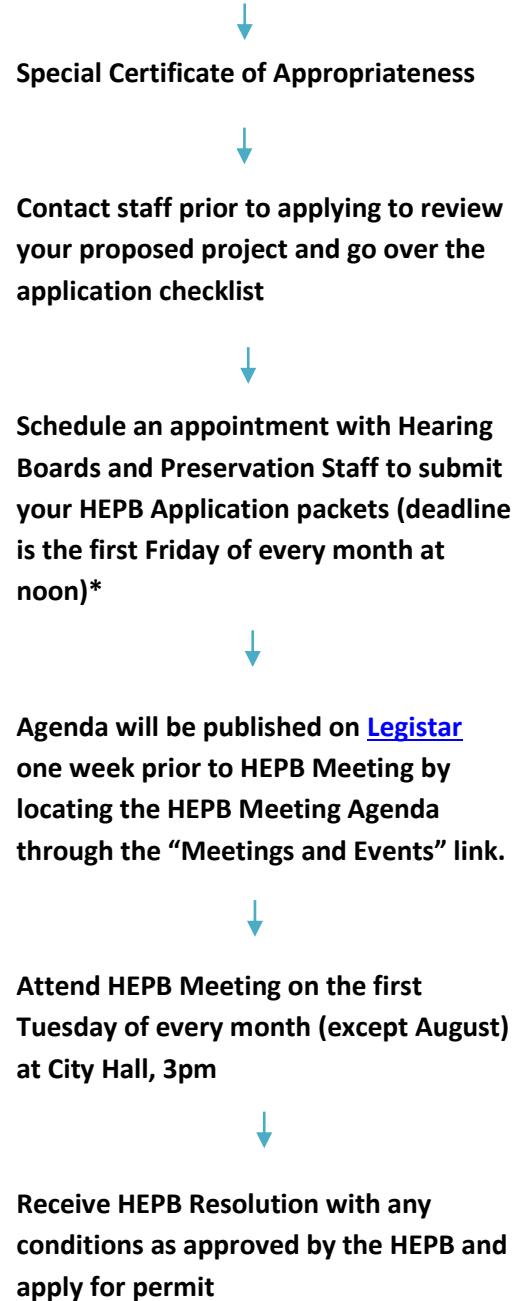 Special Certificate of Appropriateness
Contact staff prior to applying to review
your proposed project and go over the
application checklist
Schedule an appointment with Hearing
Boards and Preservation Staff to submit
your HEPB Application packets (deadline
is the first Friday of every month at
noon)*
Agenda will be published on Legistar
one week prior to HEPB Meeting by
locating the HEPB Meeting Agenda
through the “Meetings and Events” link.
Attend HEPB Meeting on the first
Tuesday of every month (except August)
at City Hall, 3pm
Receive HEPB Resolution with any
conditions as approved by the HEPB and
apply for permit